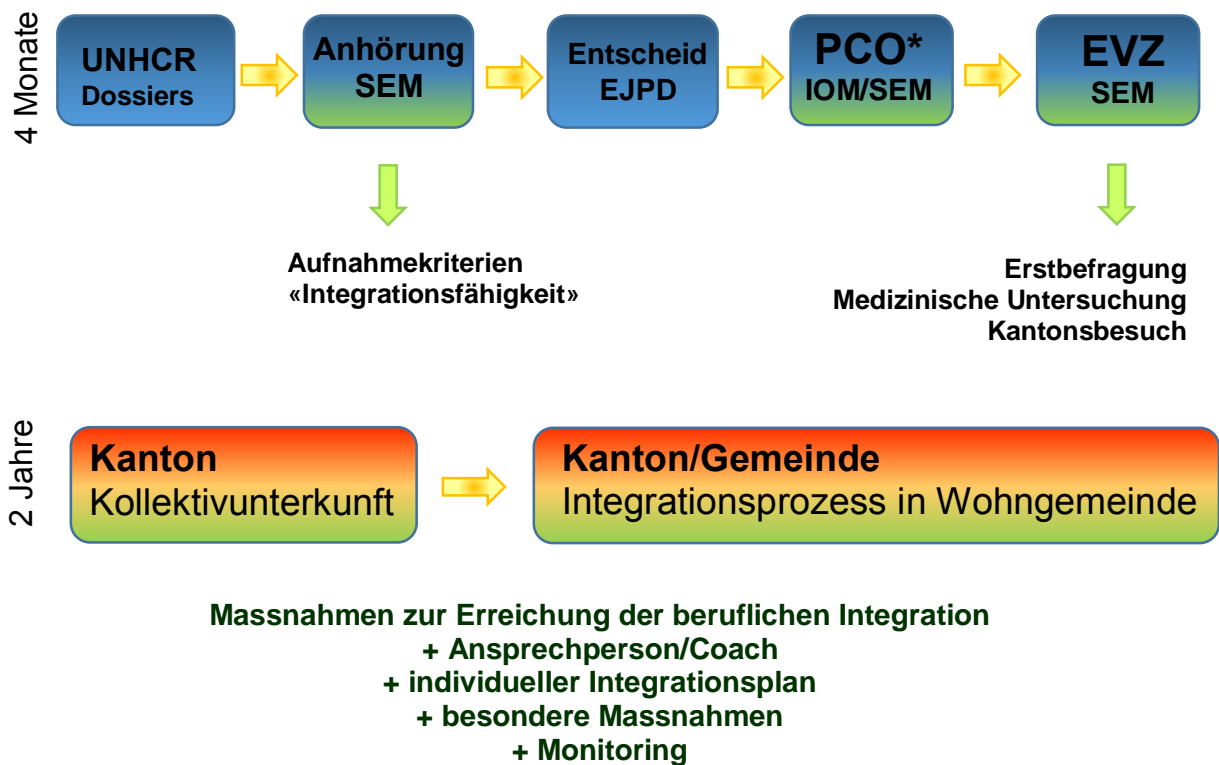 4 Monate
UNHCR
Dossiers
Anhörung
SEM
Entscheid
EJPD
PCO*
IOM/SEM
EVZ
SEM
Aufnahmekriterien
«Integrationsfähigkeit»
Erstbefragung
Medizinische Untersuchung
Kantonsbesuch
2 Jahre
Kanton
Kollektivunterkunft
Kanton/Gemeinde
Integrationsprozess in Wohngemeinde
Massnahmen zur Erreichung der beruflichen Integration
+ Ansprechperson/Coach
+ individueller Integrationsplan
+ besondere Massnahmen
+ Monitoring